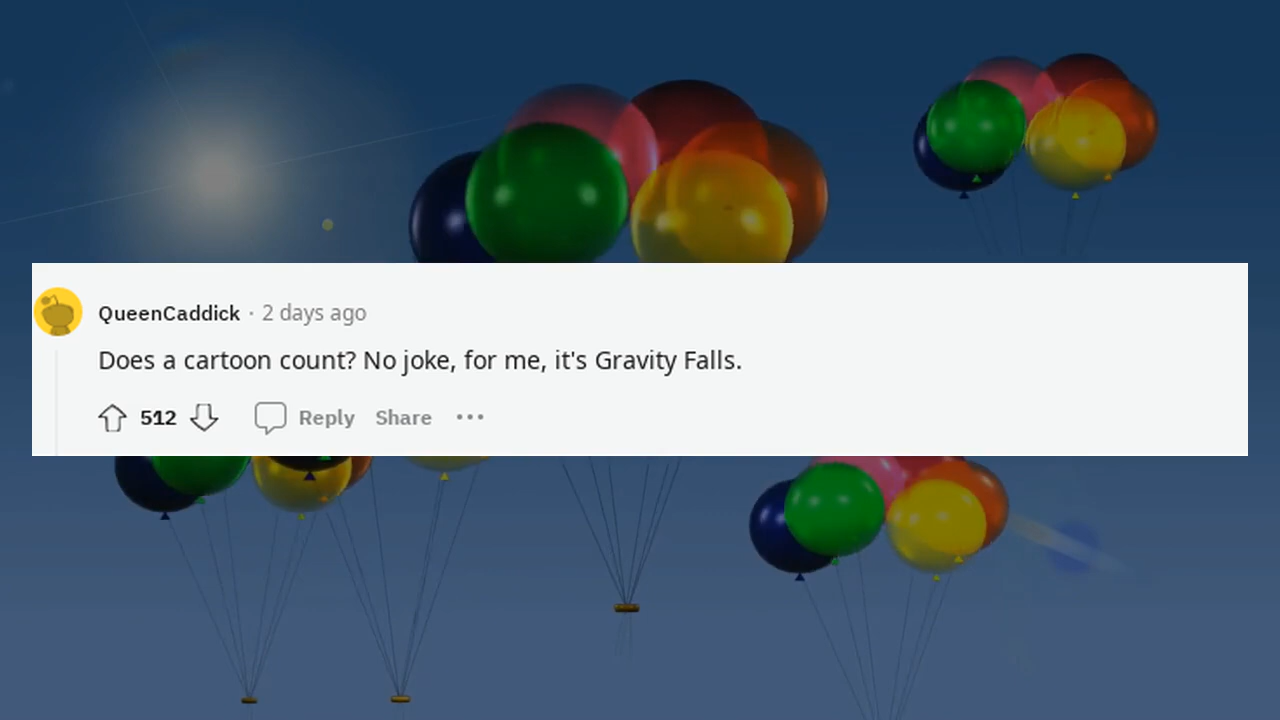 QueenCaddick · 2 days ago
Does a cartoon count? No joke, for me, it's Gravity Falls.
512 Reply Share ···